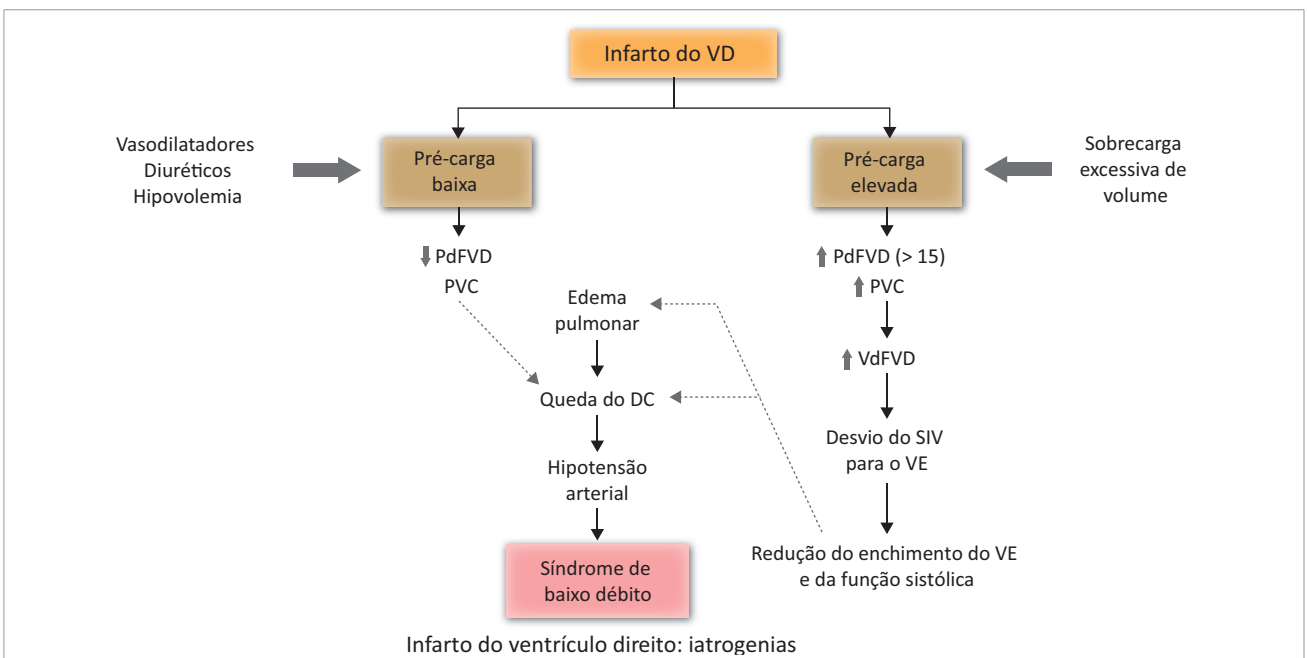 Infarto do VD
Vasodilatadores
Diuréticos
Hipovolemia
Pré-carga
baixa
Pré-carga
elevada
Sobrecarga
excessiva de
volume
PdFVD
PVC
PdFVD (> 15)
PVC
Edema
pulmonar
VdFVD
Queda do DC
Desvio do SIV
para o VE
Hipotensão
arterial
Redução do enchimento do VE
e da função sistólica
Síndrome de
baixo débito
Infarto do ventrículo direito: iatrogenias